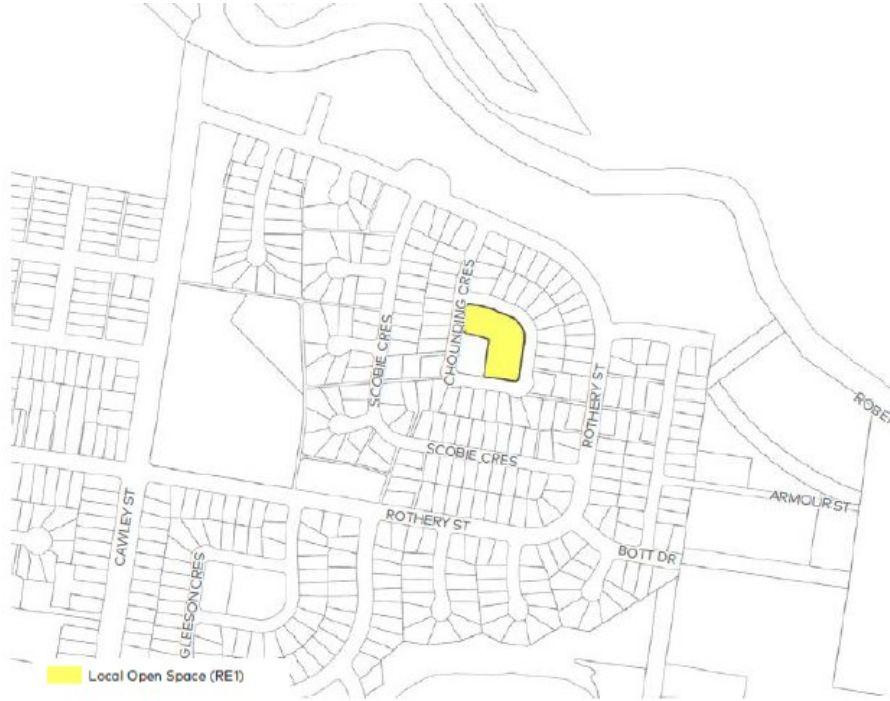 CHOUNDING CRES
SCOBIE CRES
ROTHERY ST
ROBE
SCOBIE CRES
ARMOUR ST
CAWLEY ST
ROTHERY ST
BOTT DR
GLEESON CRES
Local Open Space (RE1)